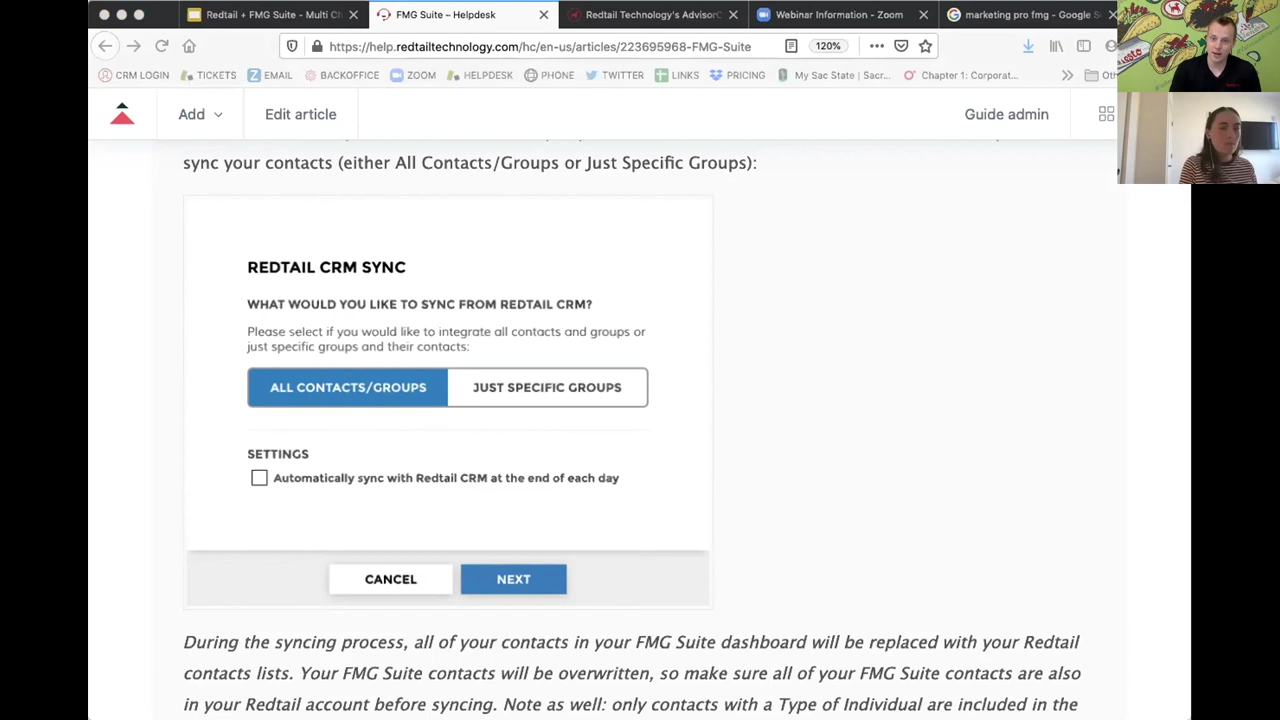 Redtail + FMG Suite - Multi Ch
FMG Suite – Helpdesk
Redtail Technology's AdvisorC
Webinar Information - Zoom
marketing pro fmg - Google S
https://help.redtailtechnology.com/hc/en-us/articles/223695968-FMG-Suite
120%
CRM LOGIN
TICKETS
EMAIL
BACKOFFICE
ZOOM
HELPDESK
PHONE
TWITTER
LINKS
PRICING
My Sac State | Sacr...
Chapter 1: Corporat...
Add
Edit article
Guide admin
sync your contacts (either All Contacts/Groups or Just Specific Groups):
REDTAIL CRM SYNC
WHAT WOULD YOU LIKE TO SYNC FROM REDTAIL CRM?
Please select if you would like to integrate all contacts and groups or
just specific groups and their contacts:
ALL CONTACTS/GROUPS
JUST SPECIFIC GROUPS
SETTINGS
Automatically sync with Redtail CRM at the end of each day
CANCEL
NEXT
During the syncing process, all of your contacts in your FMG Suite dashboard will be replaced with your Redtail
contacts lists. Your FMG Suite contacts will be overwritten, so make sure all of your FMG Suite contacts are also
in your Redtail account before syncing. Note as well: only contacts with a Type of Individual are included in the